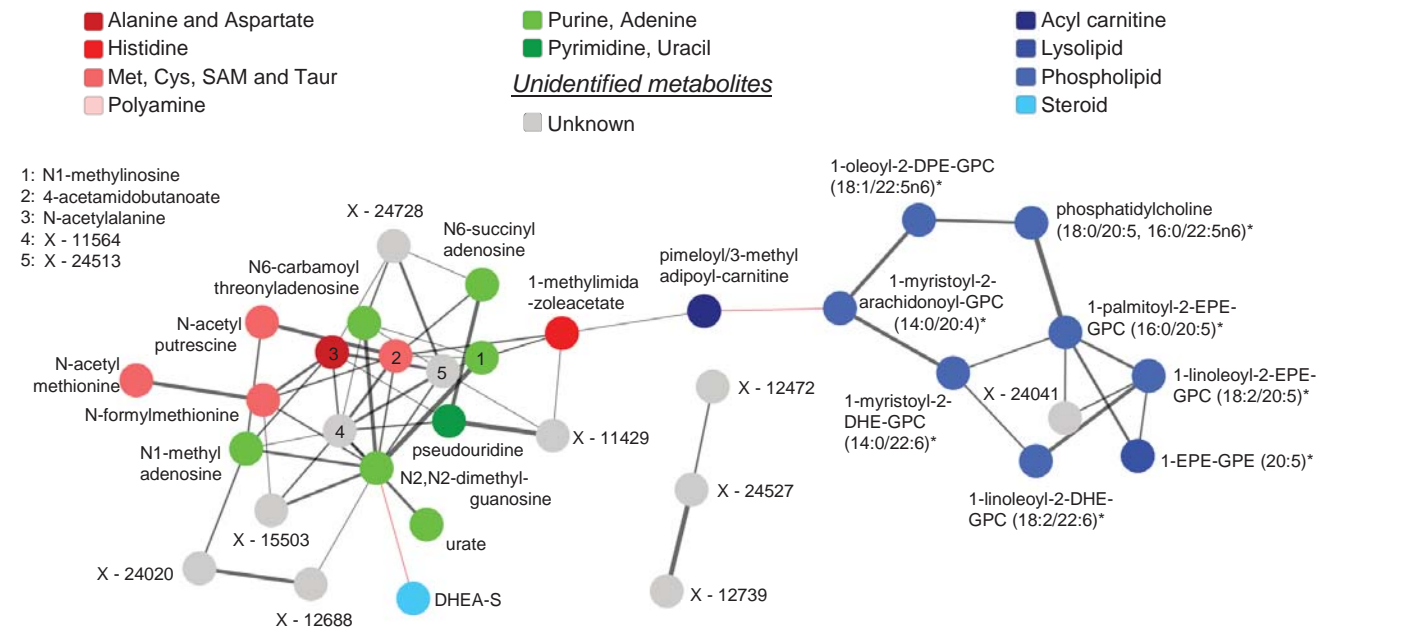 Alanine and Aspartate
Histidine
Met, Cys, SAM and Taur
Polyamine
Purine, Adenine
Pyrimidine, Uracil
Unidentified metabolites
Unknown
Acyl carnitine
Lysolipid
Phospholipid
Steroid
1: N1-methylinosine
2: 4-acetamidobutanoate
3: N-acetylalanine
4: X - 11564
5: X - 24513
X - 24728
N6-succinyl
adenosine
N6-carbamoyl
threonyladenosine
1-methylimida
-zoleacetate
N-acetyl
putrescine
N-acetyl
methionine
N-formylmethionine
N1-methyl
adenosine
3
2
1
5
4
pseudouridine
X - 11429
N2,N2-dimethyl-
guanosine
X - 15503
urate
X - 24020
X - 12688
DHEA-S
pimeloyl/3-methyl
adipoyl-carnitine
X - 12472
X - 24527
X - 12739
1-oleoyl-2-DPE-GPC
(18:1/22:5n6)*
phosphatidylcholine
(18:0/20:5, 16:0/22:5n6)*
1-myristoyl-2-
arachidonoyl-GPC
(14:0/20:4)*
1-palmitoyl-2-EPE-
GPC (16:0/20:5)*
X - 24041
1-linoleoyl-2-EPE-
GPC (18:2/20:5)*
1-myristoyl-2-
DHE-GPC
(14:0/22:6)*
1-EPE-GPE (20:5)*
1-linoleoyl-2-DHE-
GPC (18:2/22:6)*